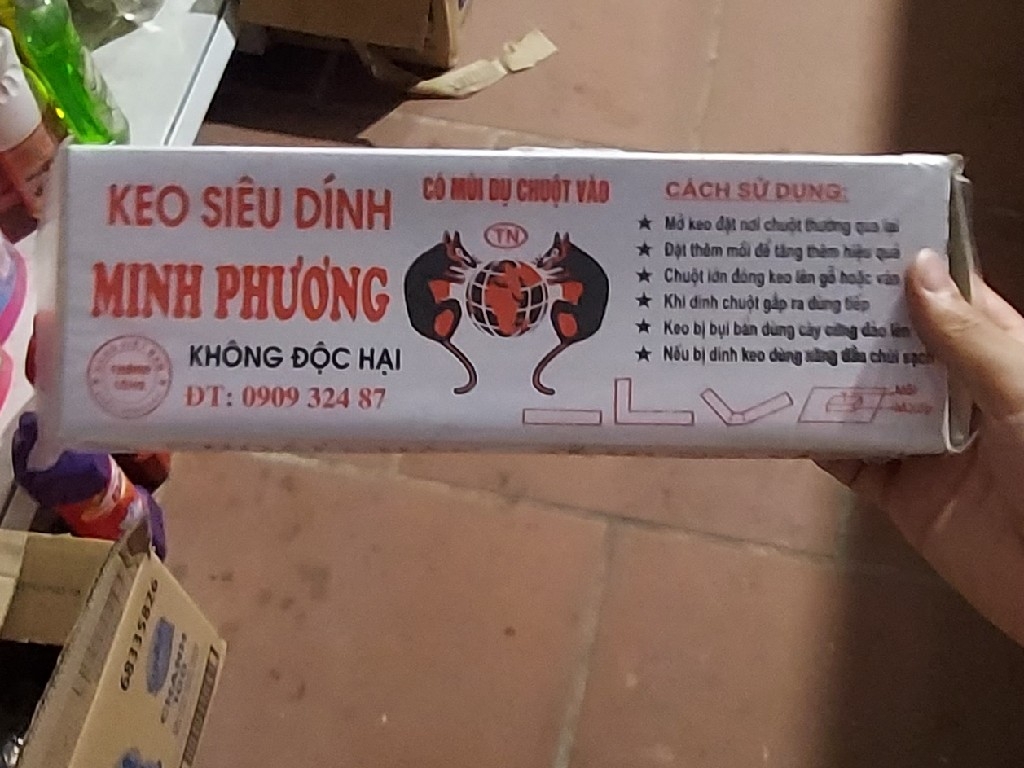 KEO SIÊU DÍNH
MINH PHƯƠNG
KHÔNG ĐỘC HẠI
ĐT: 0909 324 87
CÓ MÙI DỤ CHUỘT VÀO
TN
CÁCH SỬ DỤNG:
★ Mở keo đặt nơi chuột thường qua lại
★ Đặt thêm mồi để tăng thêm hiệu quả
★ Chuột lớn đóng keo lên gỗ hoặc ván
★ Khi dính chuột gắp ra dùng tiếp
★ Keo bị bụi bẩn dùng cây cứng đảo lên
★ Nếu bị dính keo dùng xăng dầu chùi sạch
68335826
CHANH